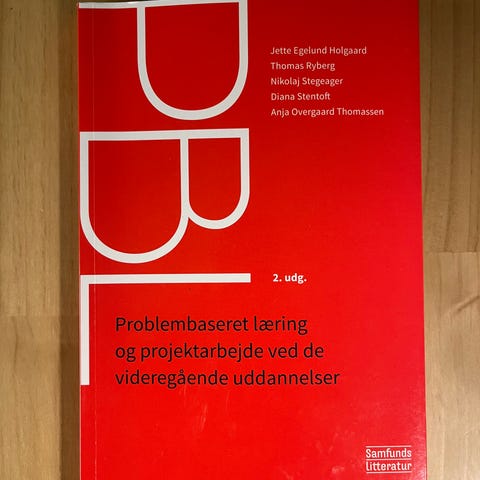 PBL
Jette Egelund Holgaard
Thomas Ryberg
Nikolaj Stegeager
Diana Stentoft
Anja Overgaard Thomassen
2. udg.
Problembaseret læring
og projektarbejde ved de
videregående uddannelser
Samfunds
litteratur